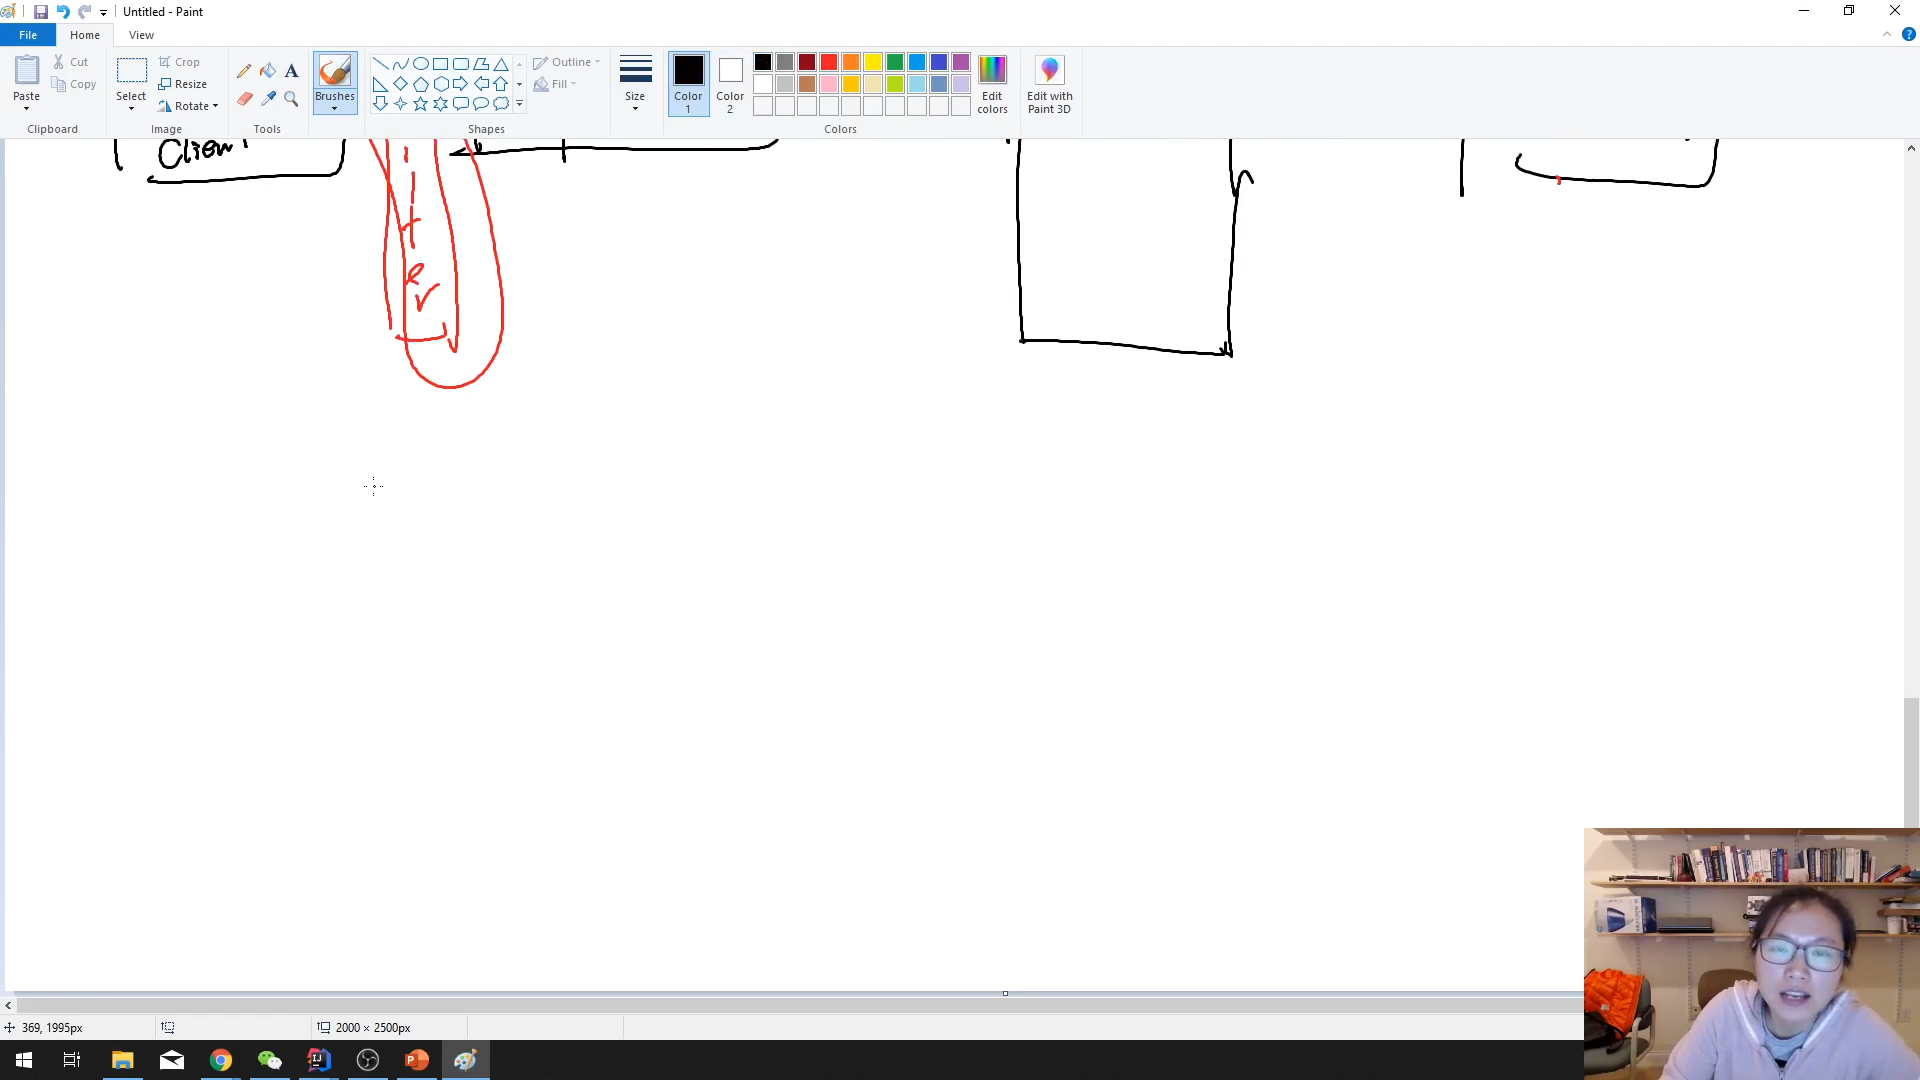 Untitled - Paint
File
Home
View
Paste
Cut
Copy
Clipboard
Select
Crop
Resize
Rotate
Image
Tools
Brushes
Shapes
Outline
Fill
Size
Color 1
Color 2
Colors
Edit colors
Edit with Paint 3D
Client
i
t
e
r
369, 1995px
2000 × 2500px